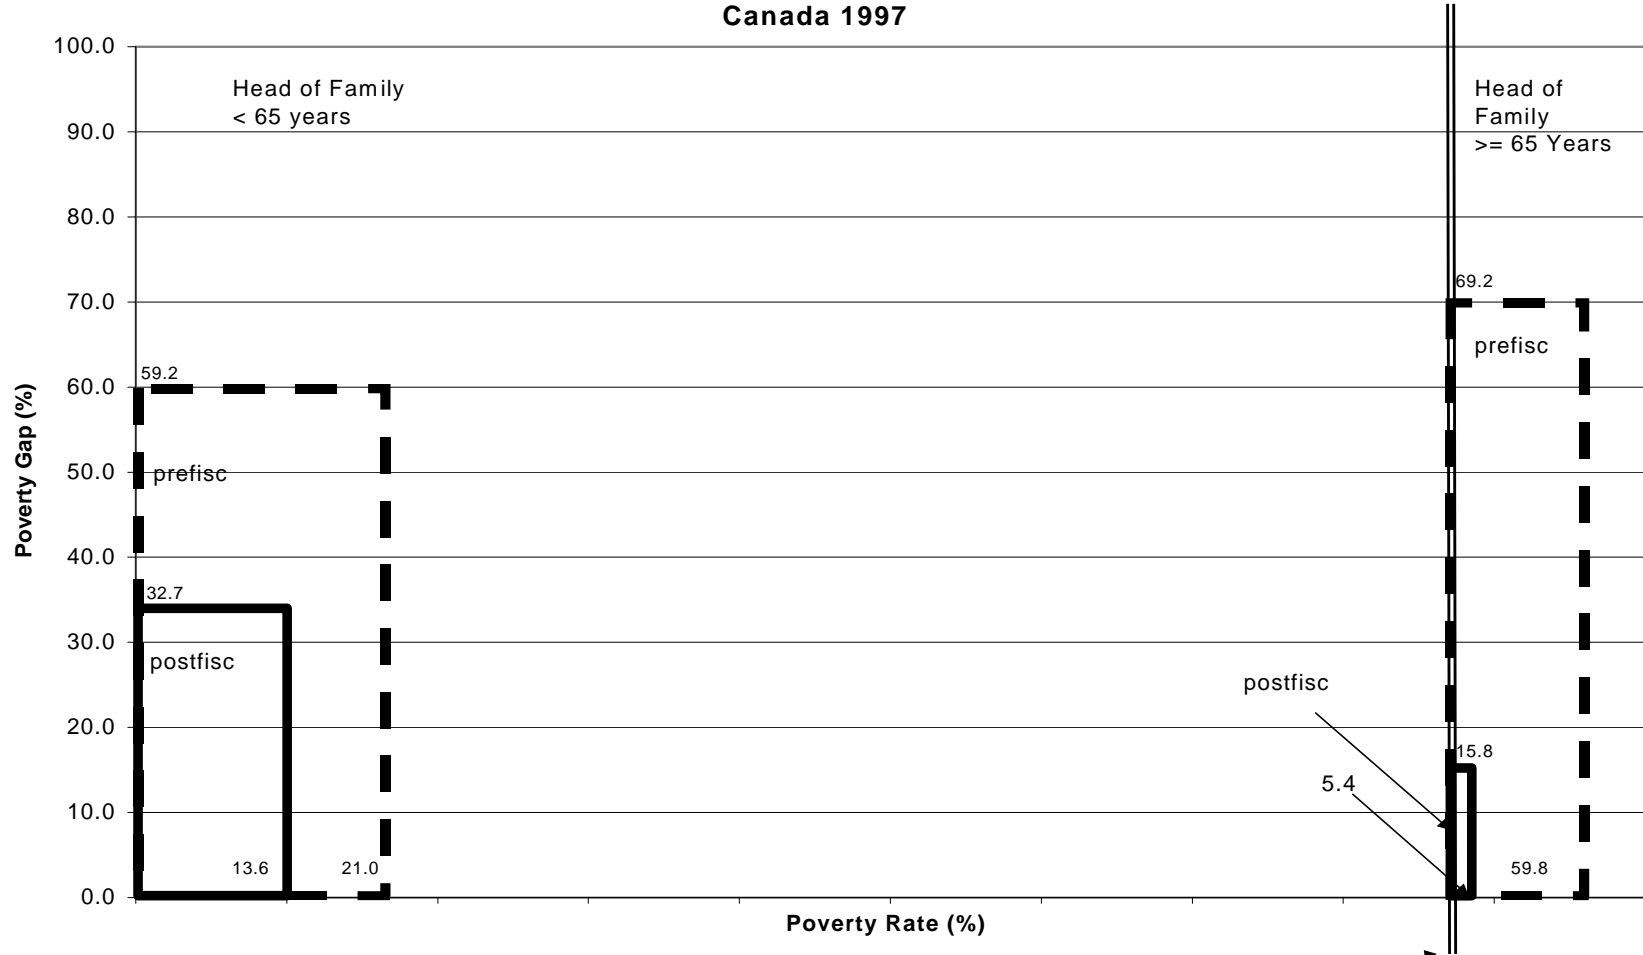 Canada 1997
100.0
90.0
80.0
70.0
60.0
50.0
40.0
30.0
20.0
10.0
0.0
Poverty Gap (%)
Head of Family
< 65 years
59.2
prefisc
32.7
postfisc
13.6
21.0
Head of
Family
>= 65 Years
69.2
prefisc
postfisc
15.8
5.4
59.8
Poverty Rate (%)